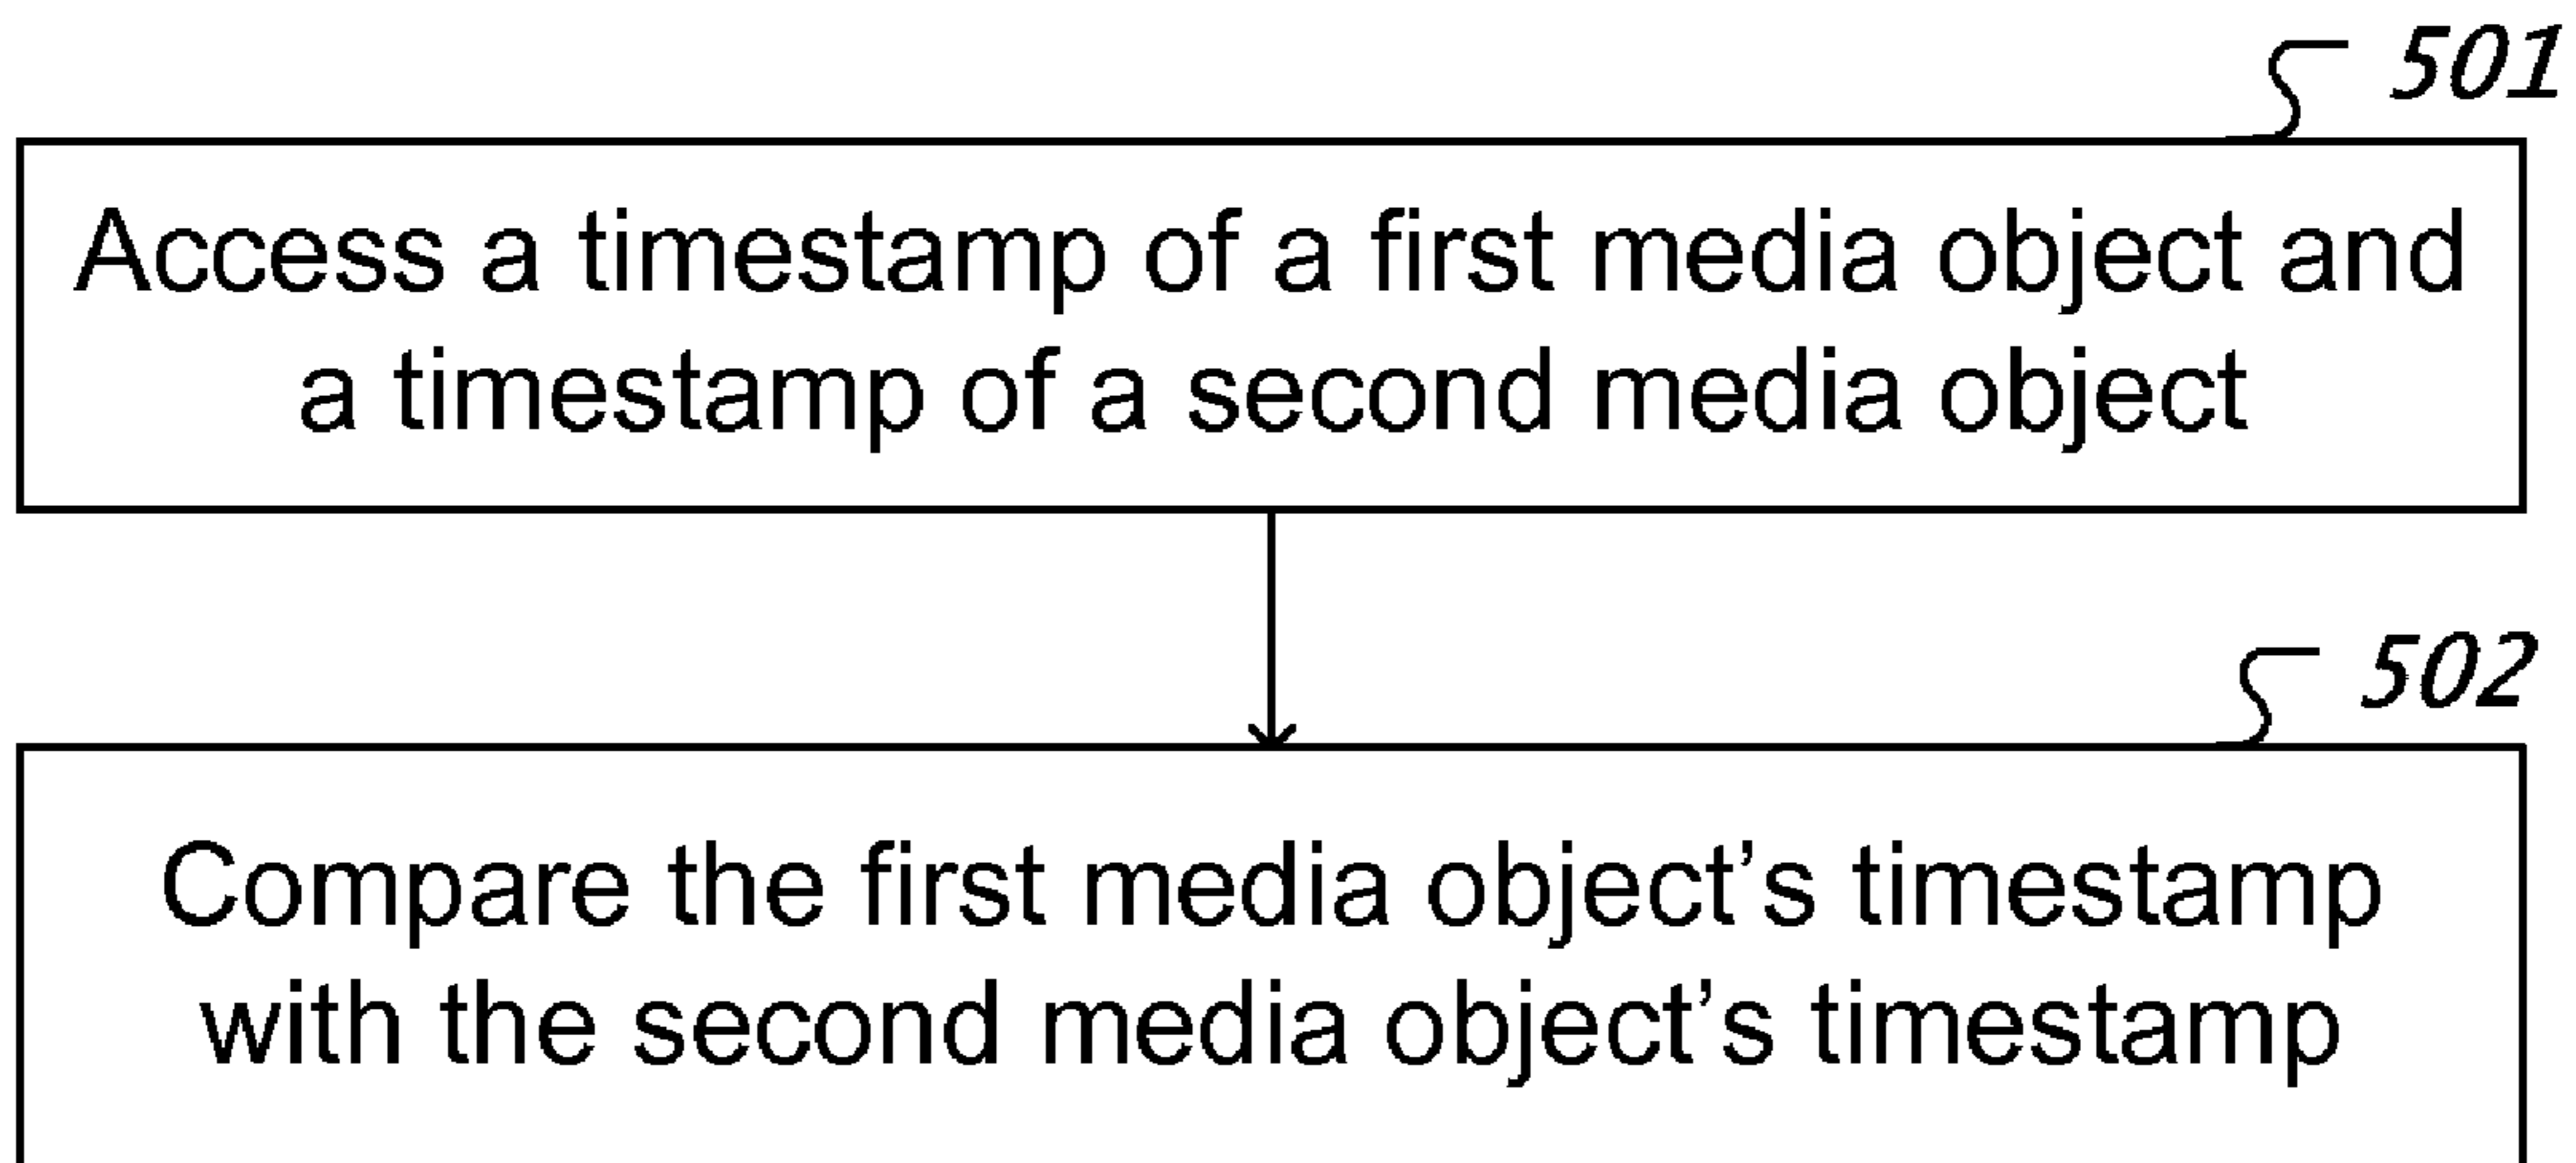 501
Access a timestamp of a first media object and
a timestamp of a second media object
502
Compare the first media object’s timestamp
with the second media object’s timestamp